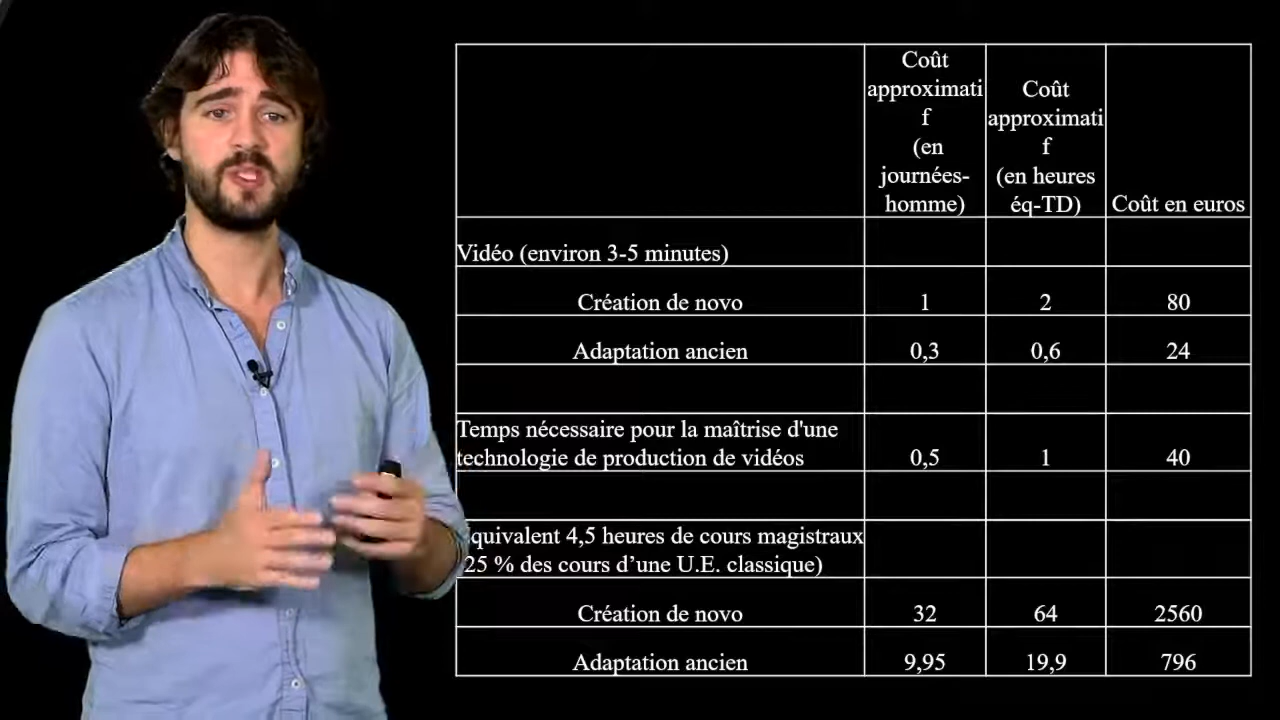 Coût
approximati
f
(en
journées-
homme)
Coût
approximati
f
(en heures
éq-TD)
Coût en euros
Vidéo (environ 3-5 minutes)
Création de novo 1 2 80
Adaptation ancien 0,3 0,6 24
Temps nécessaire pour la maîtrise d'une
technologie de production de vidéos 0,5 1 40
quivalent 4,5 heures de cours magistraux
25 % des cours d’une U.E. classique)
Création de novo 32 64 2560
Adaptation ancien 9,95 19,9 796